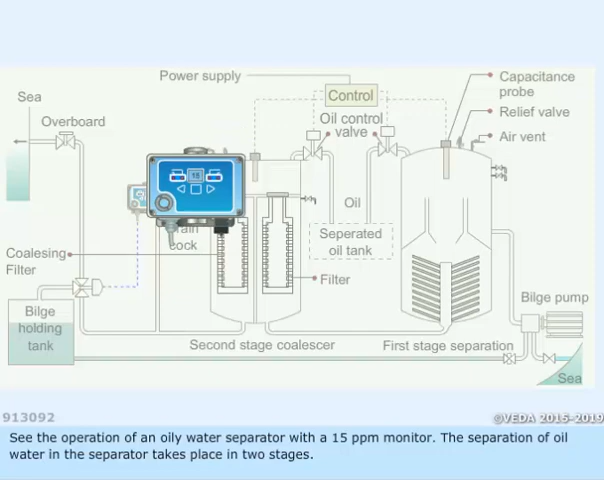 Power supply
Capacitance
probe
Sea
Control
Relief valve
Overboard
Oil control
valve
Air vent
15
Oil
rain
cock
Seperated
oil tank
Coalesing
Filter
Filter
Bilge
holding
tank
Bilge pump
Second stage coalescer
First stage separation
Sea
913092
©VEDA 2015-2019
See the operation of an oily water separator with a 15 ppm monitor. The separation of oil
water in the separator takes place in two stages.